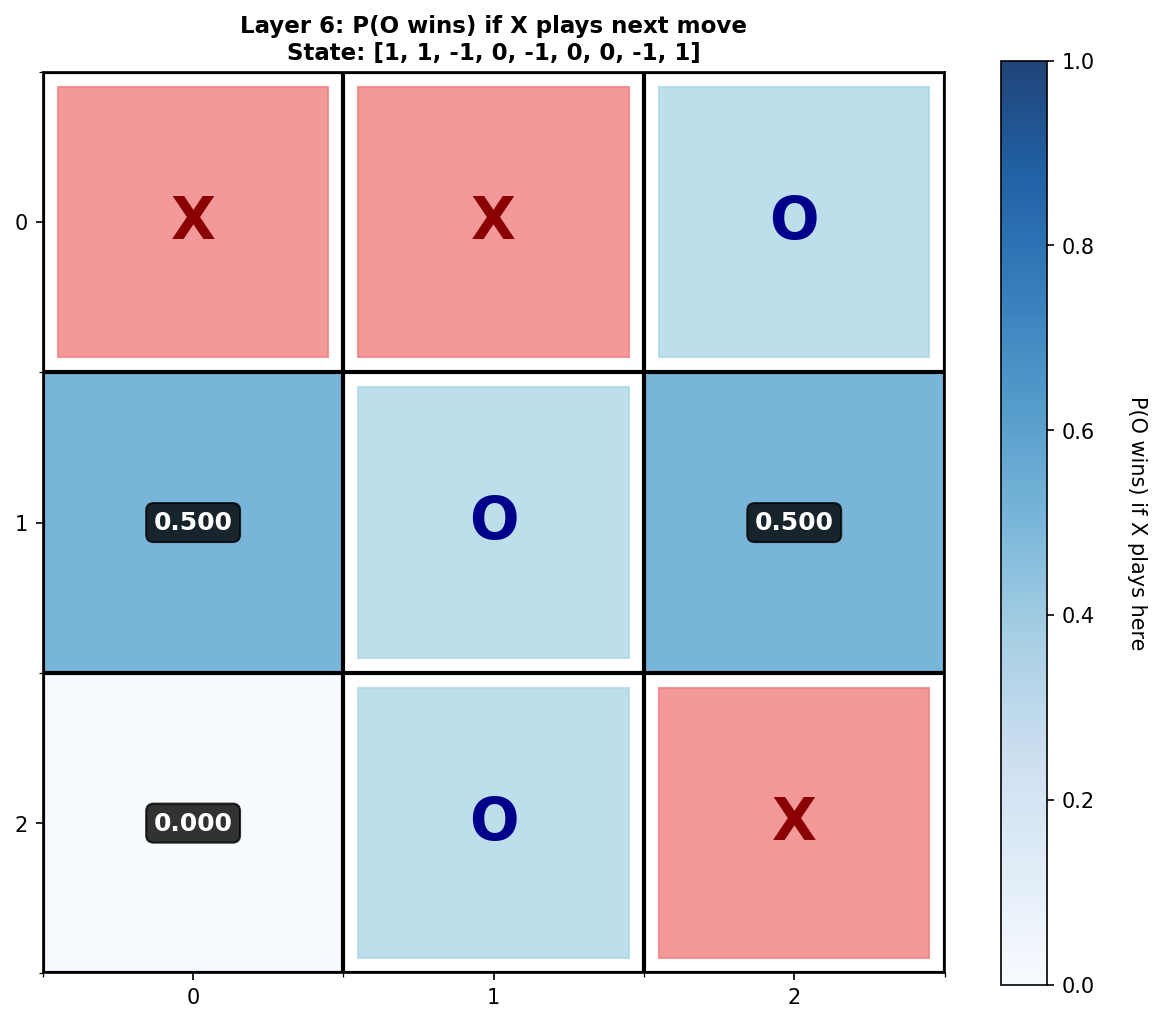 Layer 6: P(O wins) if X plays next move
State: [1, 1, -1, 0, -1, 0, 0, -1, 1]
1.0
0.8
0.6
0.4
0.2
0.0
P(O wins) if X plays here
0
X
X
O
1
0.500
O
0.500
2
0.000
O
X
0
1
2